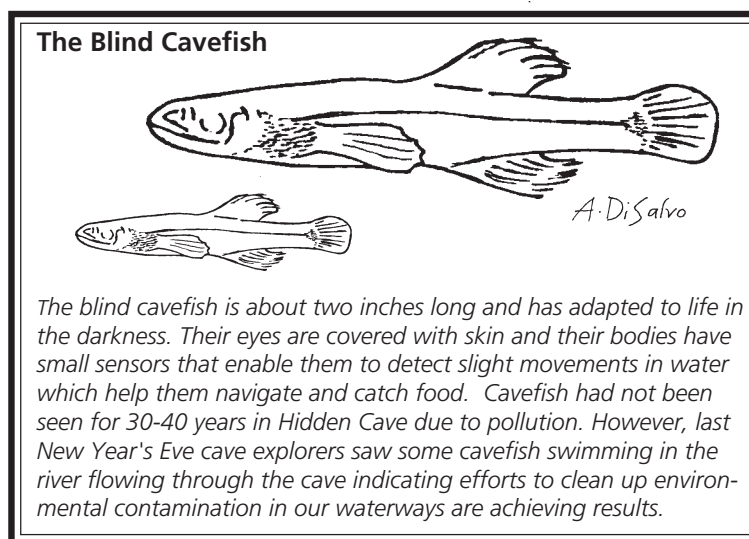 The Blind Cavefish
A. DiSalvo
The blind cavefish is about two inches long and has adapted to life in
the darkness. Their eyes are covered with skin and their bodies have
small sensors that enable them to detect slight movements in water
which help them navigate and catch food.  Cavefish had not been
seen for 30-40 years in Hidden Cave due to pollution. However, last
New Year's Eve cave explorers saw some cavefish swimming in the
river flowing through the cave indicating efforts to clean up environ-
mental contamination in our waterways are achieving results.